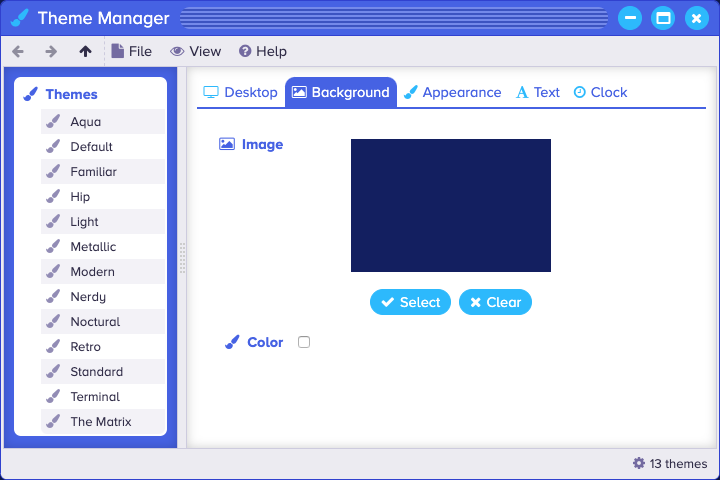 Theme Manager
File View Help
Themes
Aqua
Default
Familiar
Hip
Light
Metallic
Modern
Nerdy
Noctural
Retro
Standard
Terminal
The Matrix
Desktop Background Appearance Text Clock
Image
Select Clear
Color
13 themes